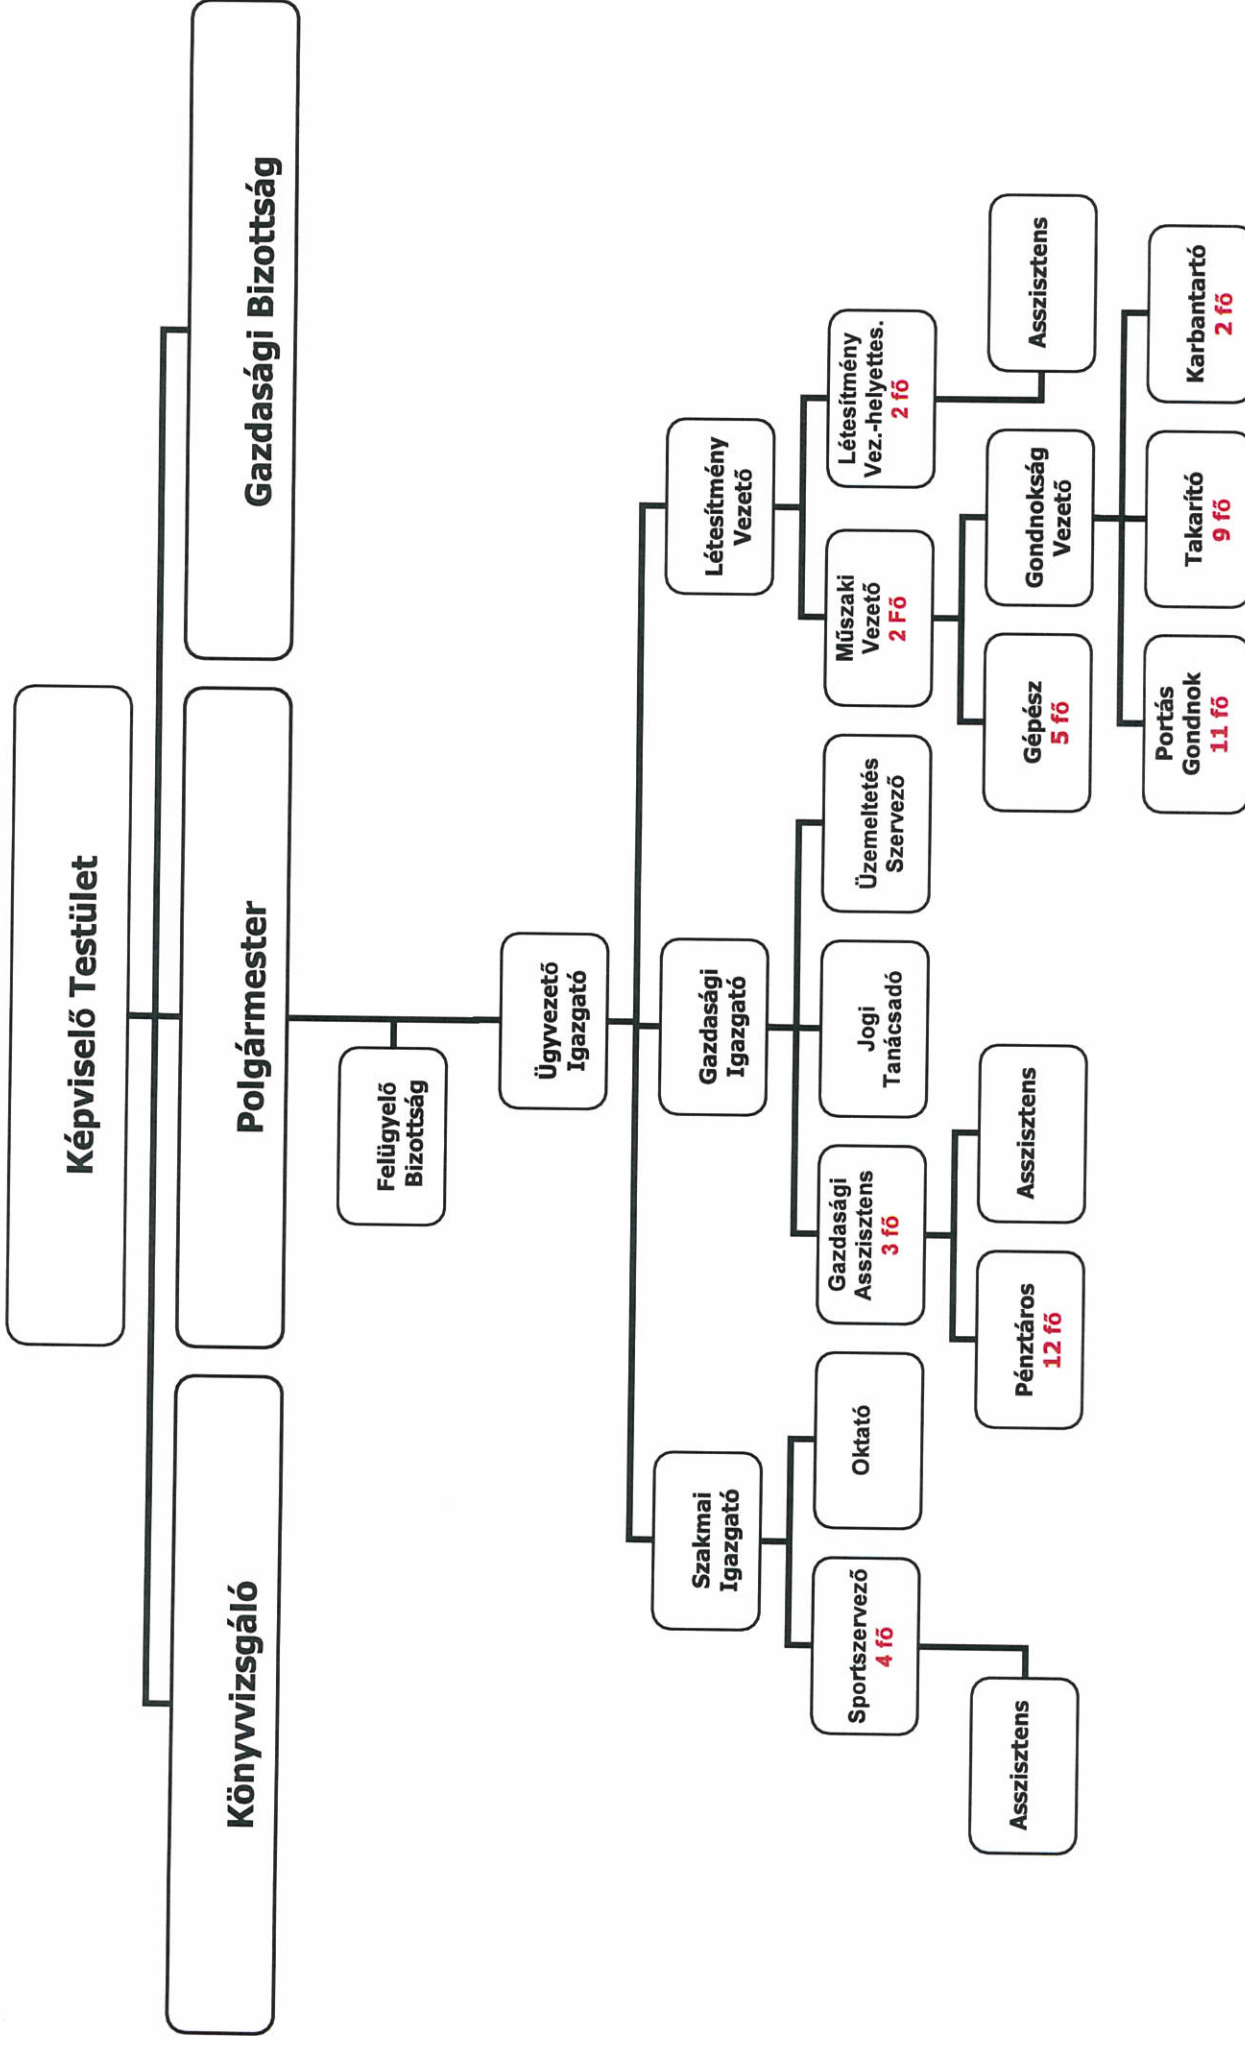 Képviselő Testület
Könyvvizsgáló
Polgármester
Gazdasági Bizottság
Felügyelő
Bizottság
Ügyvezető
Igazgató
Szakmai
Igazgató
Gazdasági
Igazgató
Létesítmény
Vezető
Sportszervező
4 fő
Oktató
Gazdasági
Asszisztens
3 fő
Jogi
Tanácsadó
Üzemeltetés
Szervező
Műszaki
Vezető
2 Fő
Létesítmény
Vez.-helyettes.
2 fő
Asszisztens
Pénztáros
12 fő
Asszisztens
Gépész
5 fő
Gondnokság
Vezető
Asszisztens
Portás
Gondnok
11 fő
Takarító
9 fő
Karbantartó
2 fő